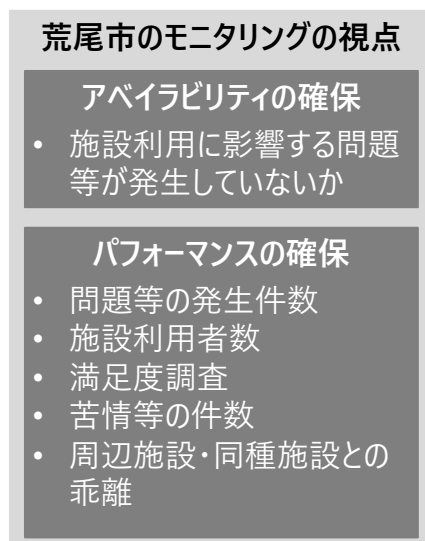 荒尾市のモニタリングの視点
アベイラビリティの確保
• 施設利用に影響する問題
等が発生していないか
パフォーマンスの確保
• 問題等の発生件数
• 施設利用者数
• 満足度調査
• 苦情等の件数
• 周辺施設・同種施設との
乖離